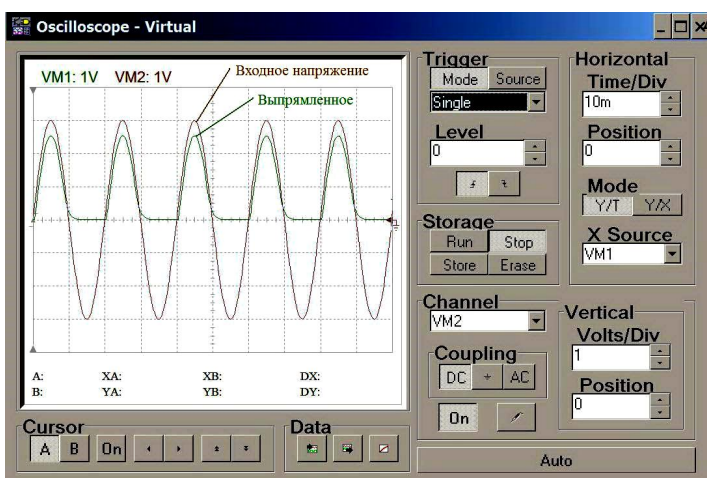 Oscilloscope - Virtual
VM1: 1V VM2: 1V
Входное напряжение
Выпрямленное
A: XA: XB: DX:
B: YA: YB: DY:
Cursor
A B On
Data
Trigger
Mode Source
Single
Level
0
Storage
Run Stop
Store Erase
Horizontal
Time/Div
10m
Position
0
Mode
Y/T Y/X
X Source
VM1
Channel
VM2
Coupling
DC AC
On
Vertical
Volts/Div
1
Position
0
Auto